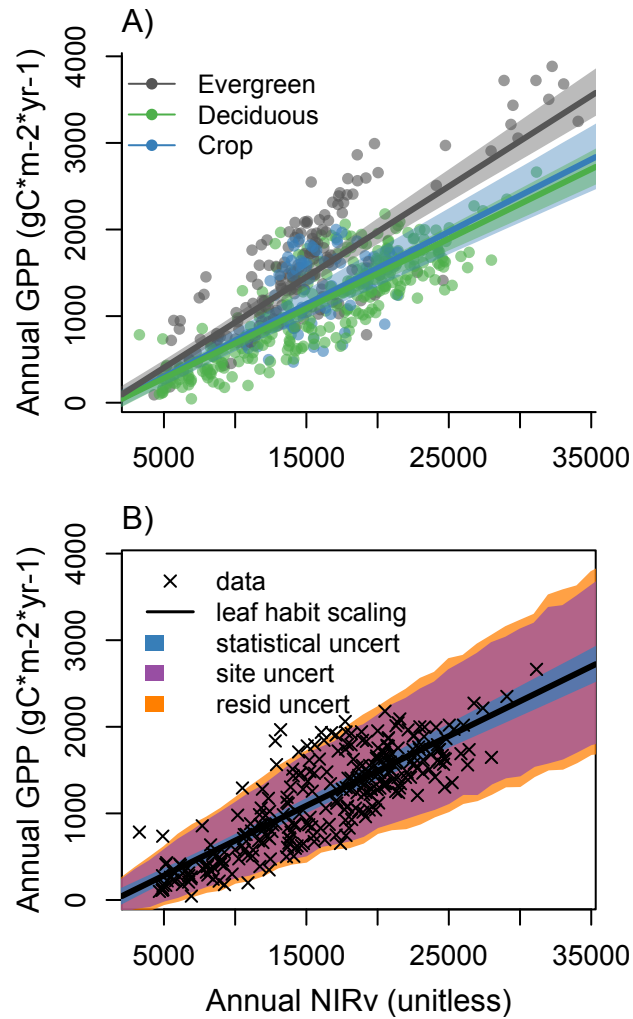 A)
Annual GPP (gC*m-2*yr-1)
0 1000 2000 3000 4000
Evergreen
Deciduous
Crop
5000 15000 25000 35000
B)
Annual GPP (gC*m-2*yr-1)
0 1000 2000 3000 4000
data
leaf habit scaling
statistical uncert
site uncert
resid uncert
5000 15000 25000 35000
Annual NIRv (unitless)